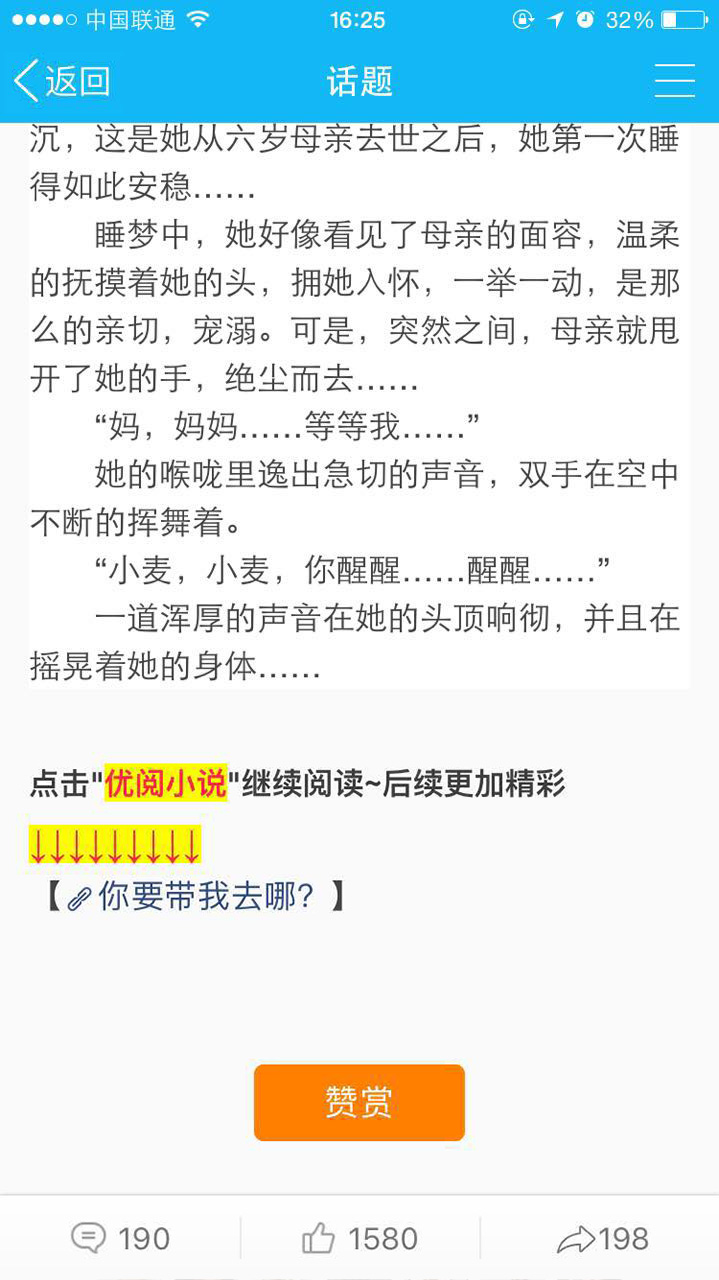 中国联通 16:25 32%
返回 话题
沉，这是她从六岁母亲去世之后，她第一次睡
得如此安稳……
睡梦中，她好像看见了母亲的面容，温柔
的抚摸着她的头，拥她入怀，一举一动，是那
么的亲切，宠溺。可是，突然之间，母亲就甩
开了她的手，绝尘而去……
“妈，妈妈……等等我……”
她的喉咙里逸出急切的声音，双手在空中
不断的挥舞着。
“小麦，小麦，你醒醒……醒醒……”
一道浑厚的声音在她的头顶响彻，并且在
摇晃着她的身体……
点击"优阅小说"继续阅读~后续更加精彩
↓↓↓↓↓↓↓↓↓
【你要带我去哪？】
赞赏
190 1580 198